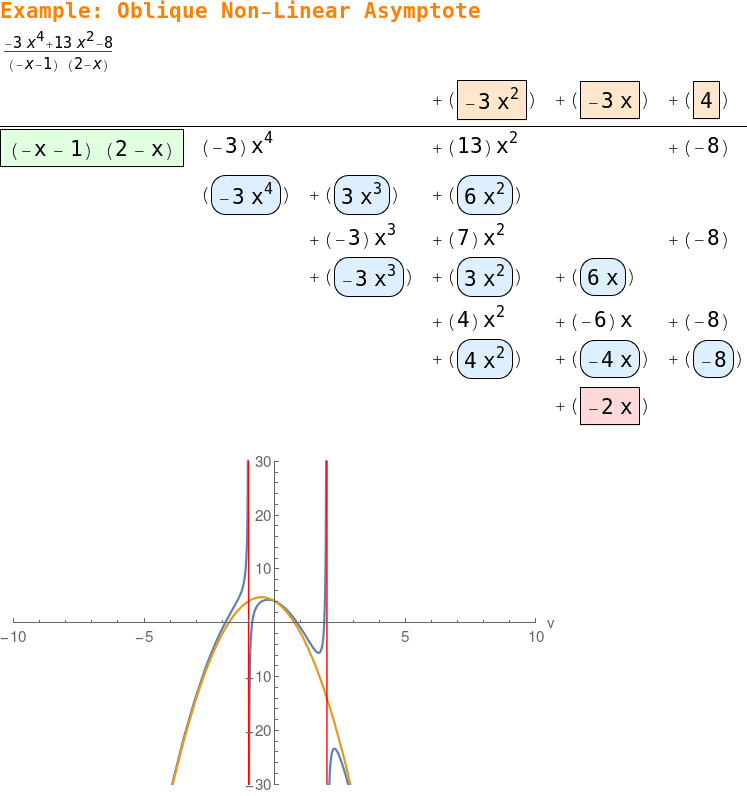 Example: Oblique Non-Linear Asymptote
-3 x^4+13 x^2-8
(-x-1) (2-x)
+ ( -3 x^2 ) + ( -3 x ) + ( 4 )
(-x - 1) (2 - x) (-3) x^4 + (13) x^2 + (-8)
( -3 x^4 ) + ( 3 x^3 ) + ( 6 x^2 )
+ (-3) x^3 + (7) x^2 + (-8)
+ ( -3 x^3 ) + ( 3 x^2 ) + ( 6 x )
+ (4) x^2 + (-6) x + (-8)
+ ( 4 x^2 ) + ( -4 x ) + ( -8 )
+ ( -2 x )
30
20
10
-10 -5 5 10 v
-10
-20
-30